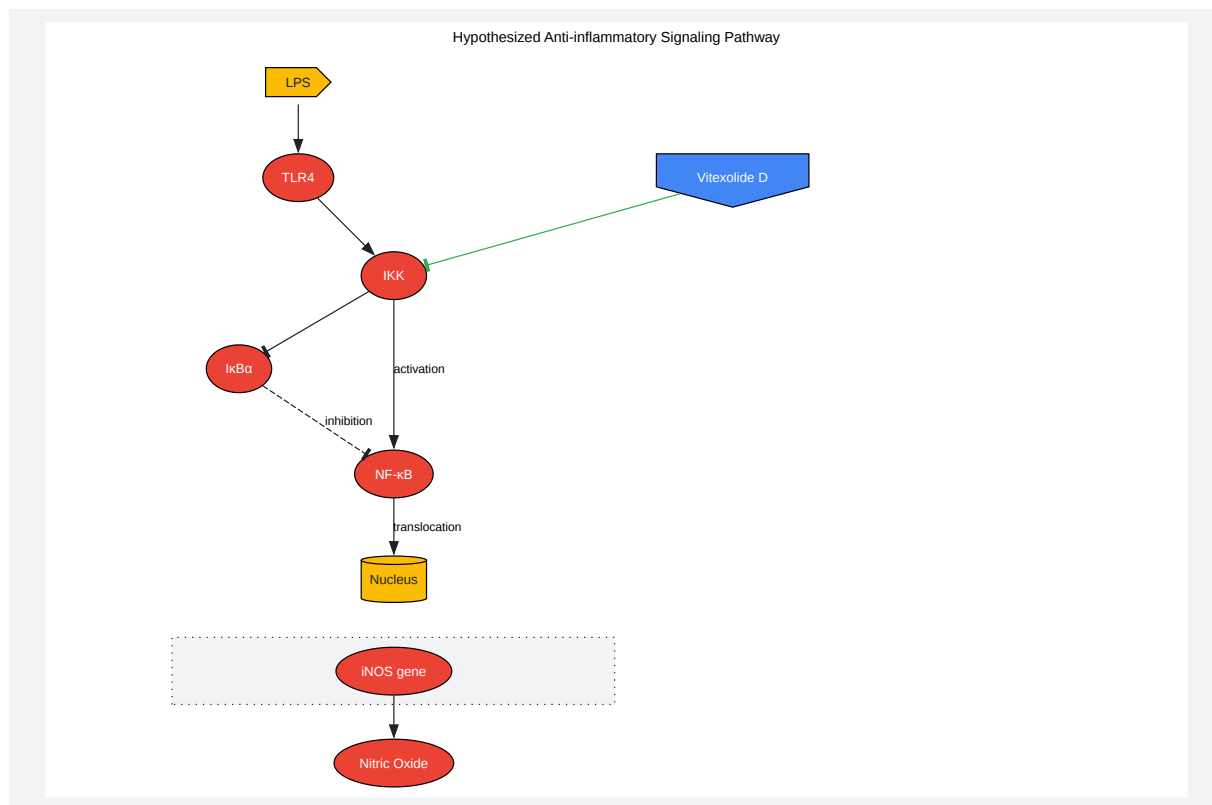 Hypothesized Anti-inflammatory Signaling Pathway
LPS
TLR4
Vitexolide D
IKK
IκBα
activation
inhibition
NF-κB
translocation
Nucleus
iNOS gene
Nitric Oxide